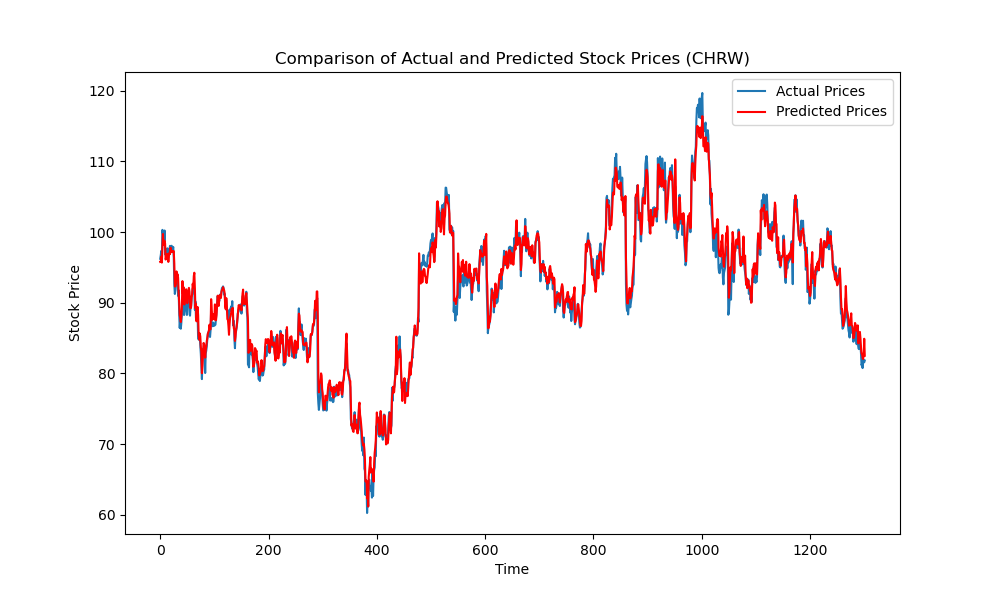 Comparison of Actual and Predicted Stock Prices (CHRW)
Actual Prices
Predicted Prices
Stock Price
120
110
100
90
80
70
60
0 200 400 600 800 1000 1200
Time